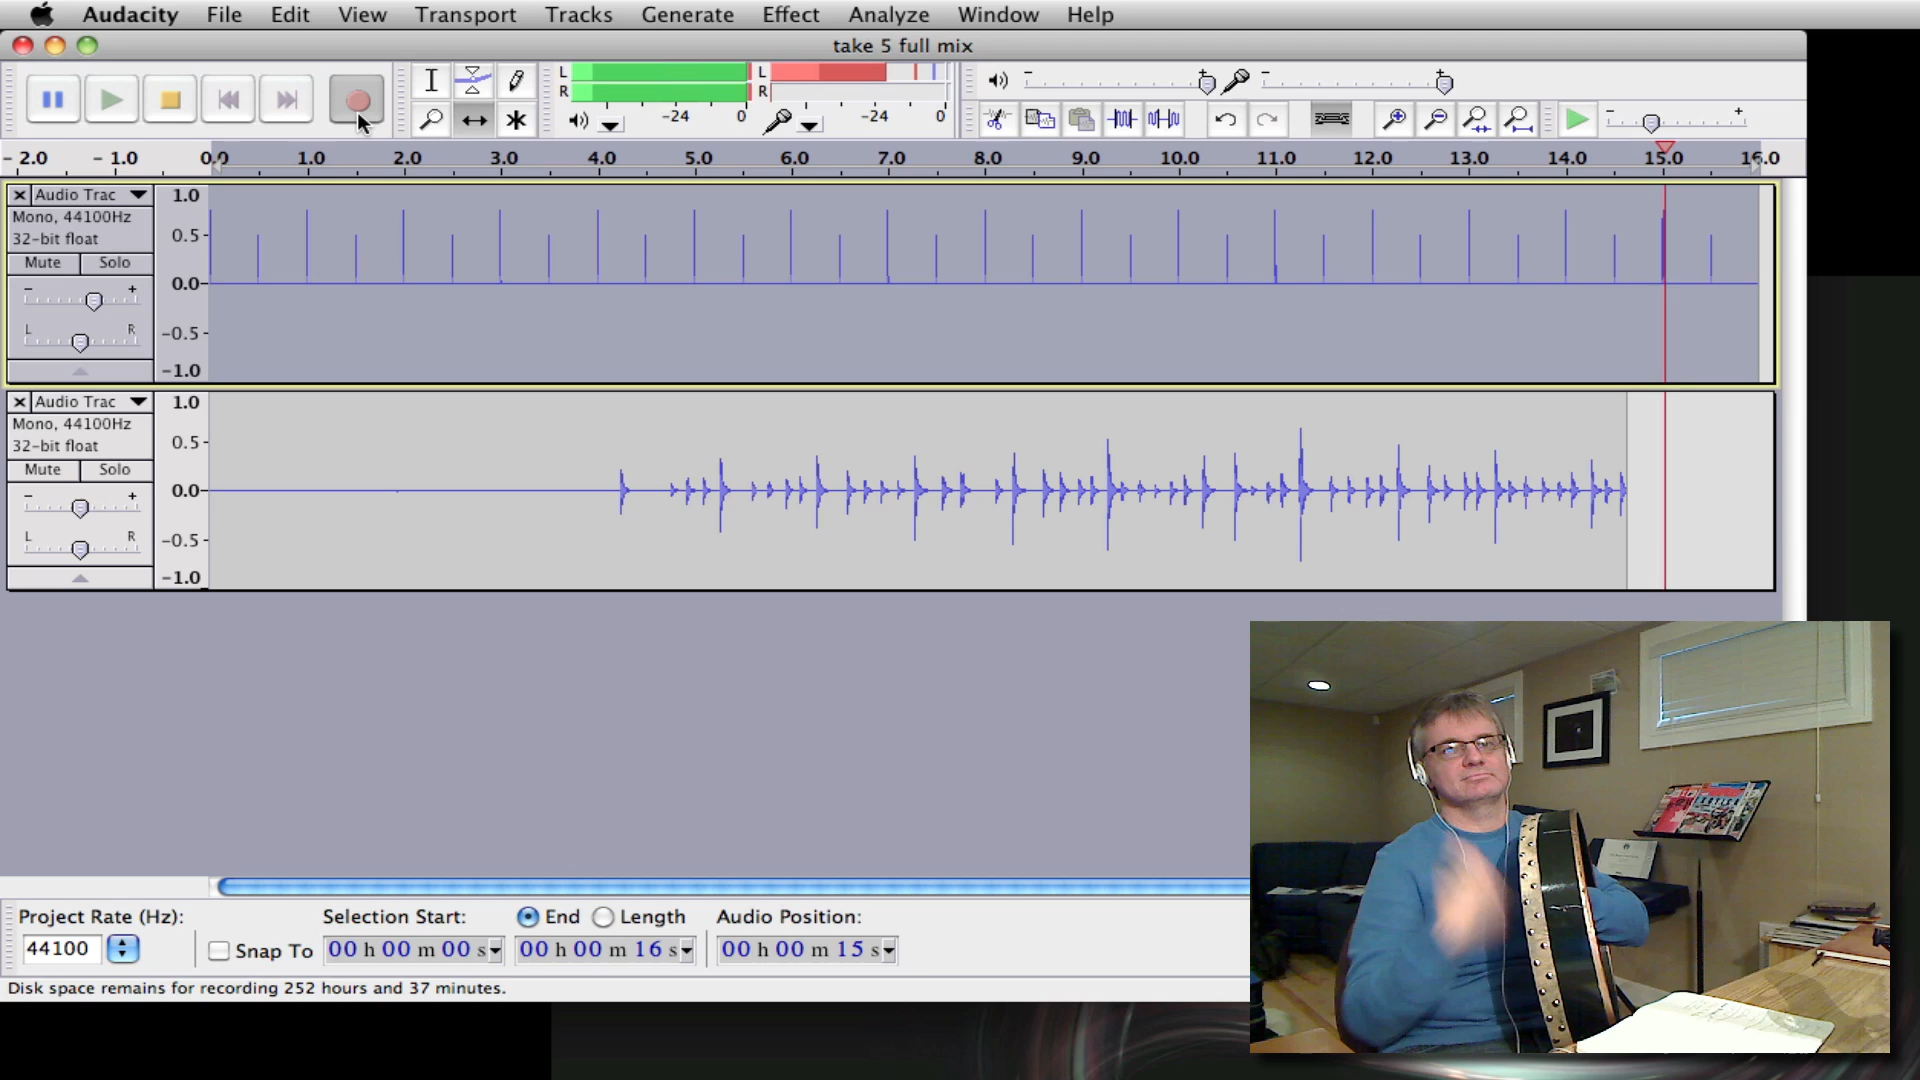 Audacity File Edit View Transport Tracks Generate Effect Analyze Window Help
take 5 full mix
L
R
-24 0
L
R
-24 0
- 2.0 - 1.0 0.0 1.0 2.0 3.0 4.0 5.0 6.0 7.0 8.0 9.0 10.0 11.0 12.0 13.0 14.0 15.0 16.0
Audio Trac
Mono, 44100Hz
32-bit float
Mute Solo
- +
L R
1.0
0.5
0.0
-0.5
-1.0
Audio Trac
Mono, 44100Hz
32-bit float
Mute Solo
- +
L R
1.0
0.5
0.0
-0.5
-1.0
Project Rate (Hz): Selection Start: End Length Audio Position:
44100 Snap To 00 h 00 m 00 s 00 h 00 m 16 s 00 h 00 m 15 s
Disk space remains for recording 252 hours and 37 minutes.